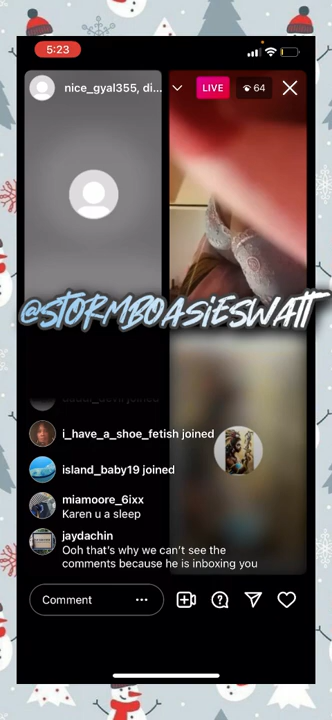 5:23
nice_gyal355, di...
LIVE
64
@STORMBOASIESWATT
i_have_a_shoe_fetish joined
island_baby19 joined
miamoore_6ixx
Karen u a sleep
jaydachin
Ooh that's why we can't see the
comments because he is inboxing you
Comment